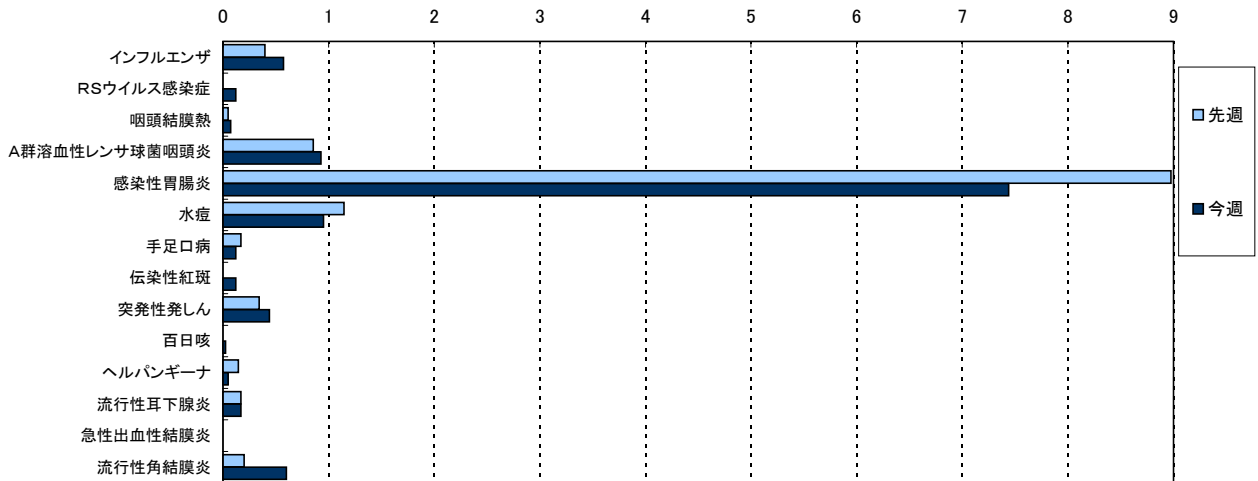 0 1 2 3 4 5 6 7 8 9
インフルエンザ
RSウイルス感染症
咽頭結膜熱
A群溶血性レンサ球菌咽頭炎
感染性胃腸炎
水痘
手足口病
伝染性紅斑
突発性発しん
百日咳
ヘルパンギーナ
流行性耳下腺炎
急性出血性結膜炎
流行性角結膜炎
先週
今週